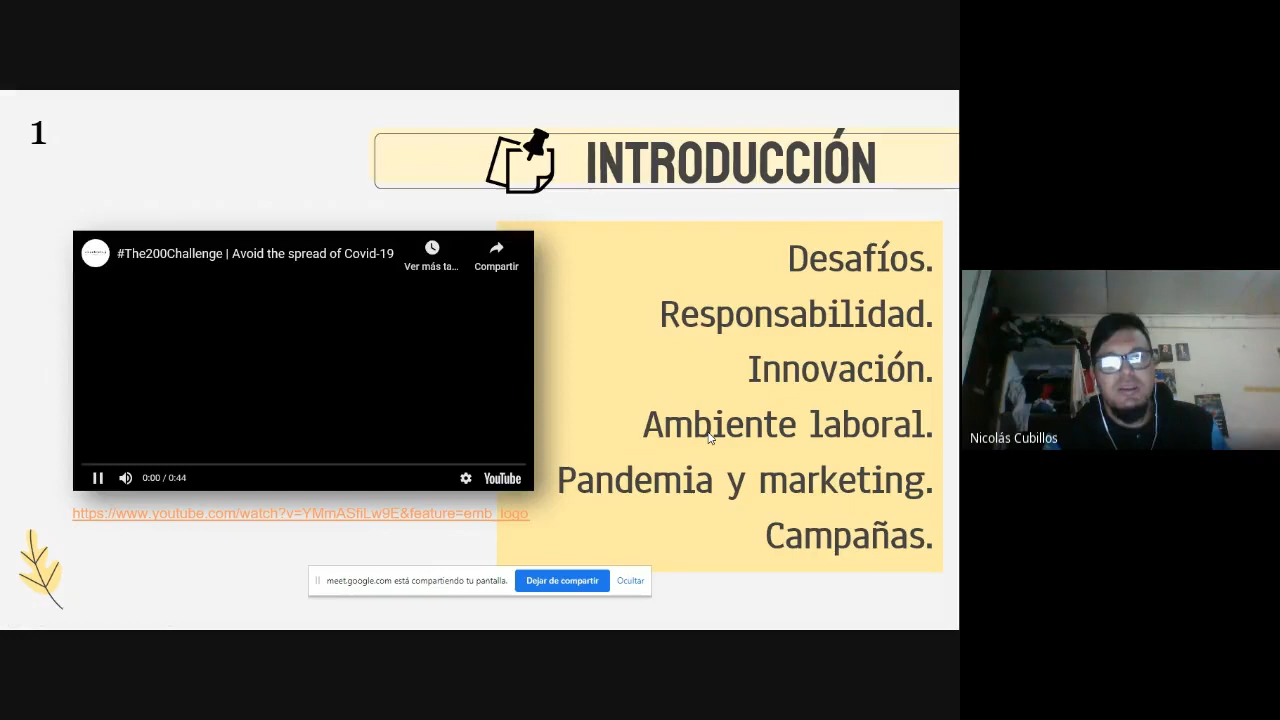 1
INTRODUCCIÓN
#The200Challenge | Avoid the spread of Covid-19
Ver más ta...
Compartir
0:00 / 0:44
YouTube
https://www.youtube.com/watch?v=YMmASfiLw9E&feature=emb_logo
Desafíos.
Responsabilidad.
Innovación.
Ambiente laboral.
Pandemia y marketing.
Campañas.
meet.google.com está compartiendo tu pantalla.
Dejar de compartir
Ocultar
Nicolás Cubillos